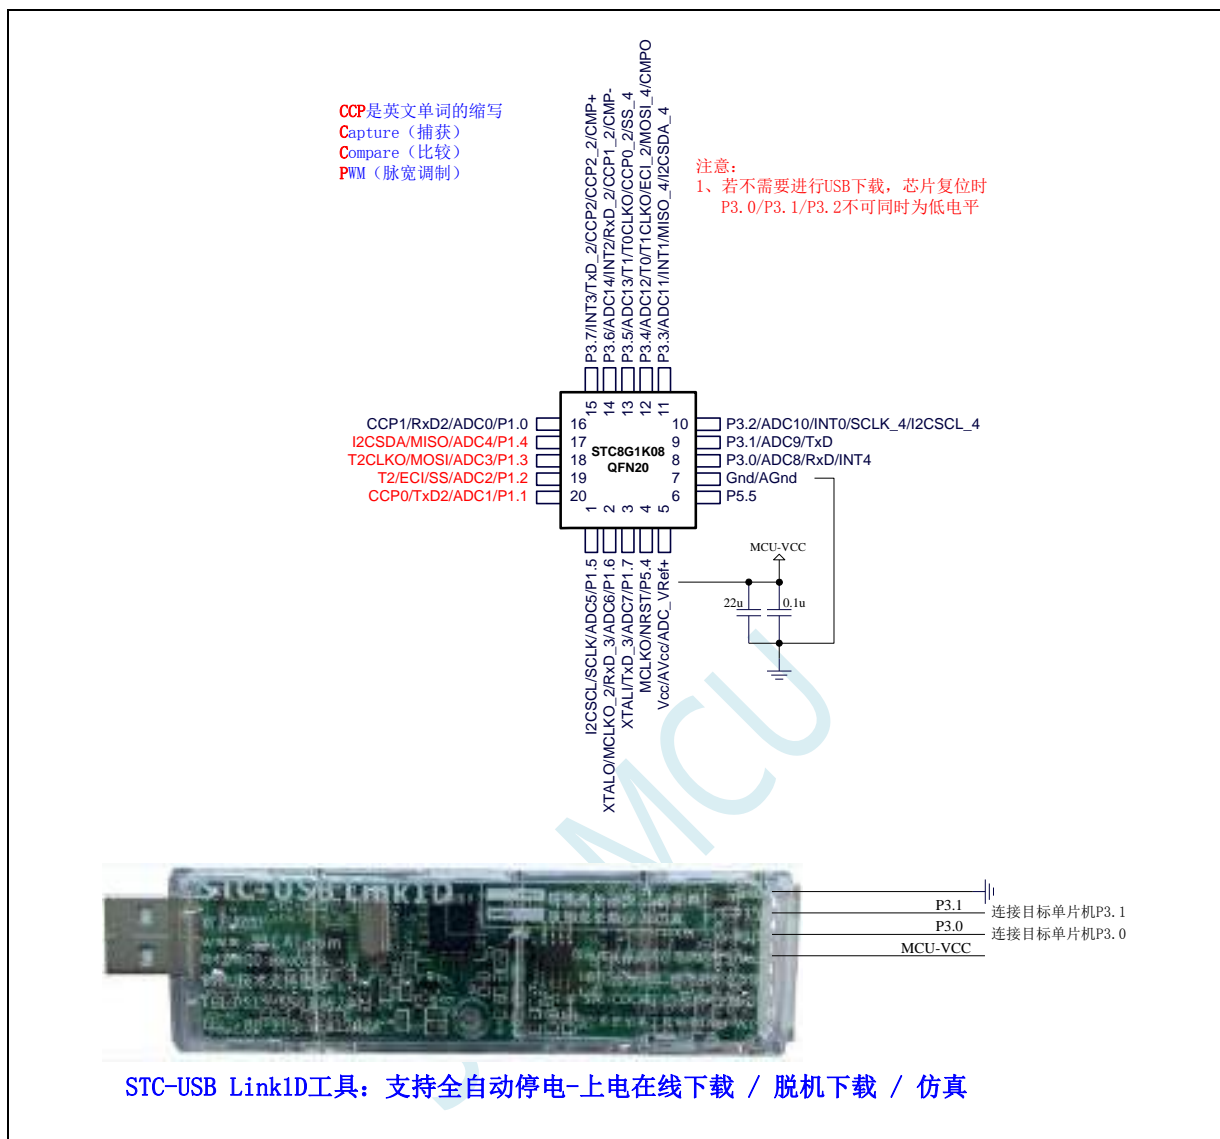 CCP是英文单词的缩写
Capture（捕获）
Compare（比较）
PWM（脉宽调制）
注意：
1、若不需要进行USB下载，芯片复位时
P3.0/P3.1/P3.2不可同时为低电平
P3.7/INT3/TxD_2/CCP2/CCP2_2/CMP+
P3.6/ADC14/INT2/RxD_2/CCP1_2/CMP-
P3.5/ADC13/T1/T0CLKO/CCP0_2/SS_4
P3.4/ADC12/T0/T1CLKO/ECI_2/MOSI_4/CMPO
P3.3/ADC11/INT1/MISO_4/I2CSDA_4
15 14 13 12 11
CCP1/RxD2/ADC0/P1.0 16
I2CSDA/MISO/ADC4/P1.4 17
T2CLKO/MOSI/ADC3/P1.3 18
T2/ECI/SS/ADC2/P1.2 19
CCP0/TxD2/ADC1/P1.1 20
STC8G1K08
QFN20
10 P3.2/ADC10/INT0/SCLK_4/I2CSCL_4
9 P3.1/ADC9/TxD
8 P3.0/ADC8/RxD/INT4
7 Gnd/AGnd
6 P5.5
1 2 3 4 5
I2CSCL/SCLK/ADC5/P1.5
XTALO/MCLKO_2/RxD_3/ADC6/P1.6
XTALI/TxD_3/ADC7/P1.7
MCLKO/NRST/P5.4
Vcc/AVcc/ADC_VRef+
MCU-VCC
22u 0.1u
MCU
STC-USB Link1D
P3.1 连接目标单片机P3.1
P3.0 连接目标单片机P3.0
MCU-VCC
STC-USB Link1D工具：支持全自动停电-上电在线下载 / 脱机下载 / 仿真